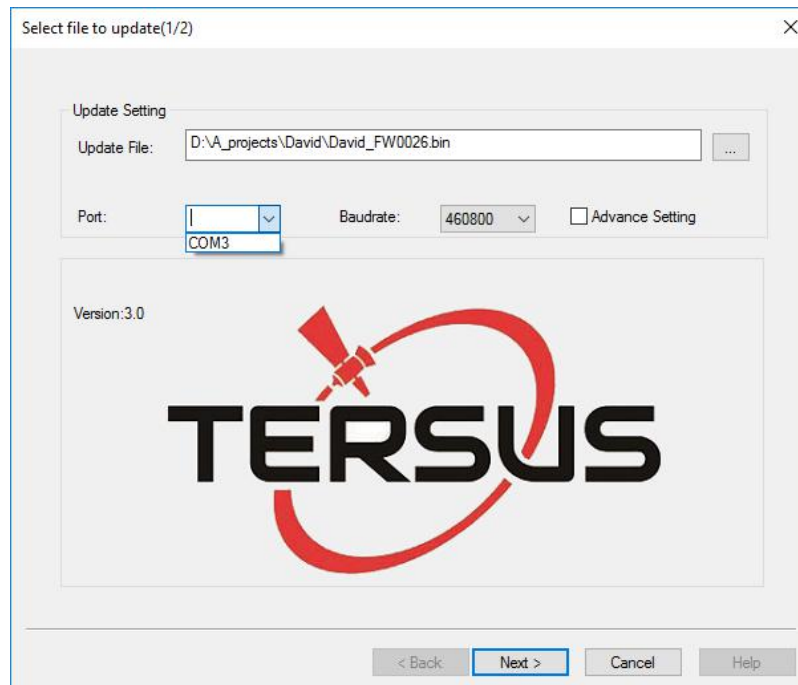 Select file to update(1/2)
Update Setting
Update File: D:\A_projects\David\David_FW0026.bin ...
Port: Baudrate: 460800 Advance Setting
COM3
Version:3.0
TERSUS
< Back Next > Cancel Help